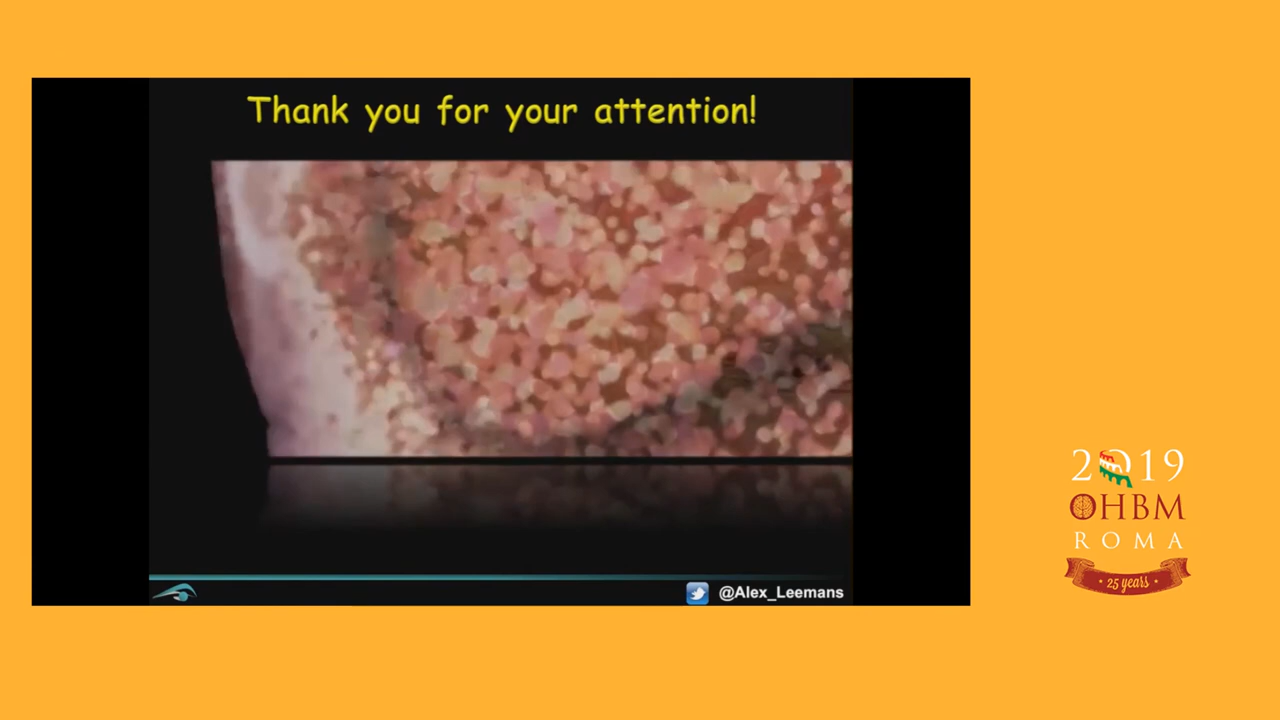 Thank you for your attention!
@Alex_Leemans
2019
OHBM
ROMA
• 25 years •